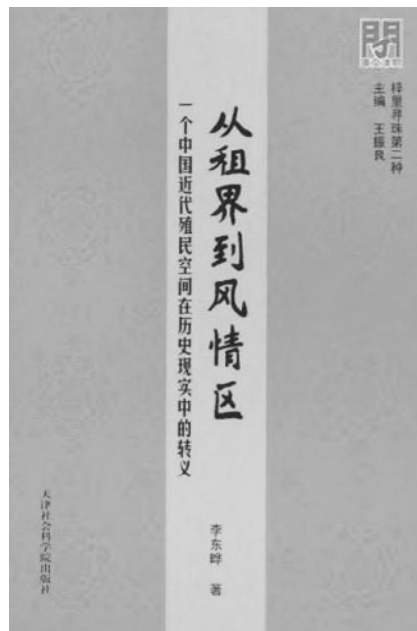 梓里寻珠第二种
主编 王振良
从租界到风情区
一个中国近代殖民空间在历史现实中的转义
李东晔 著
天津社会科学院出版社